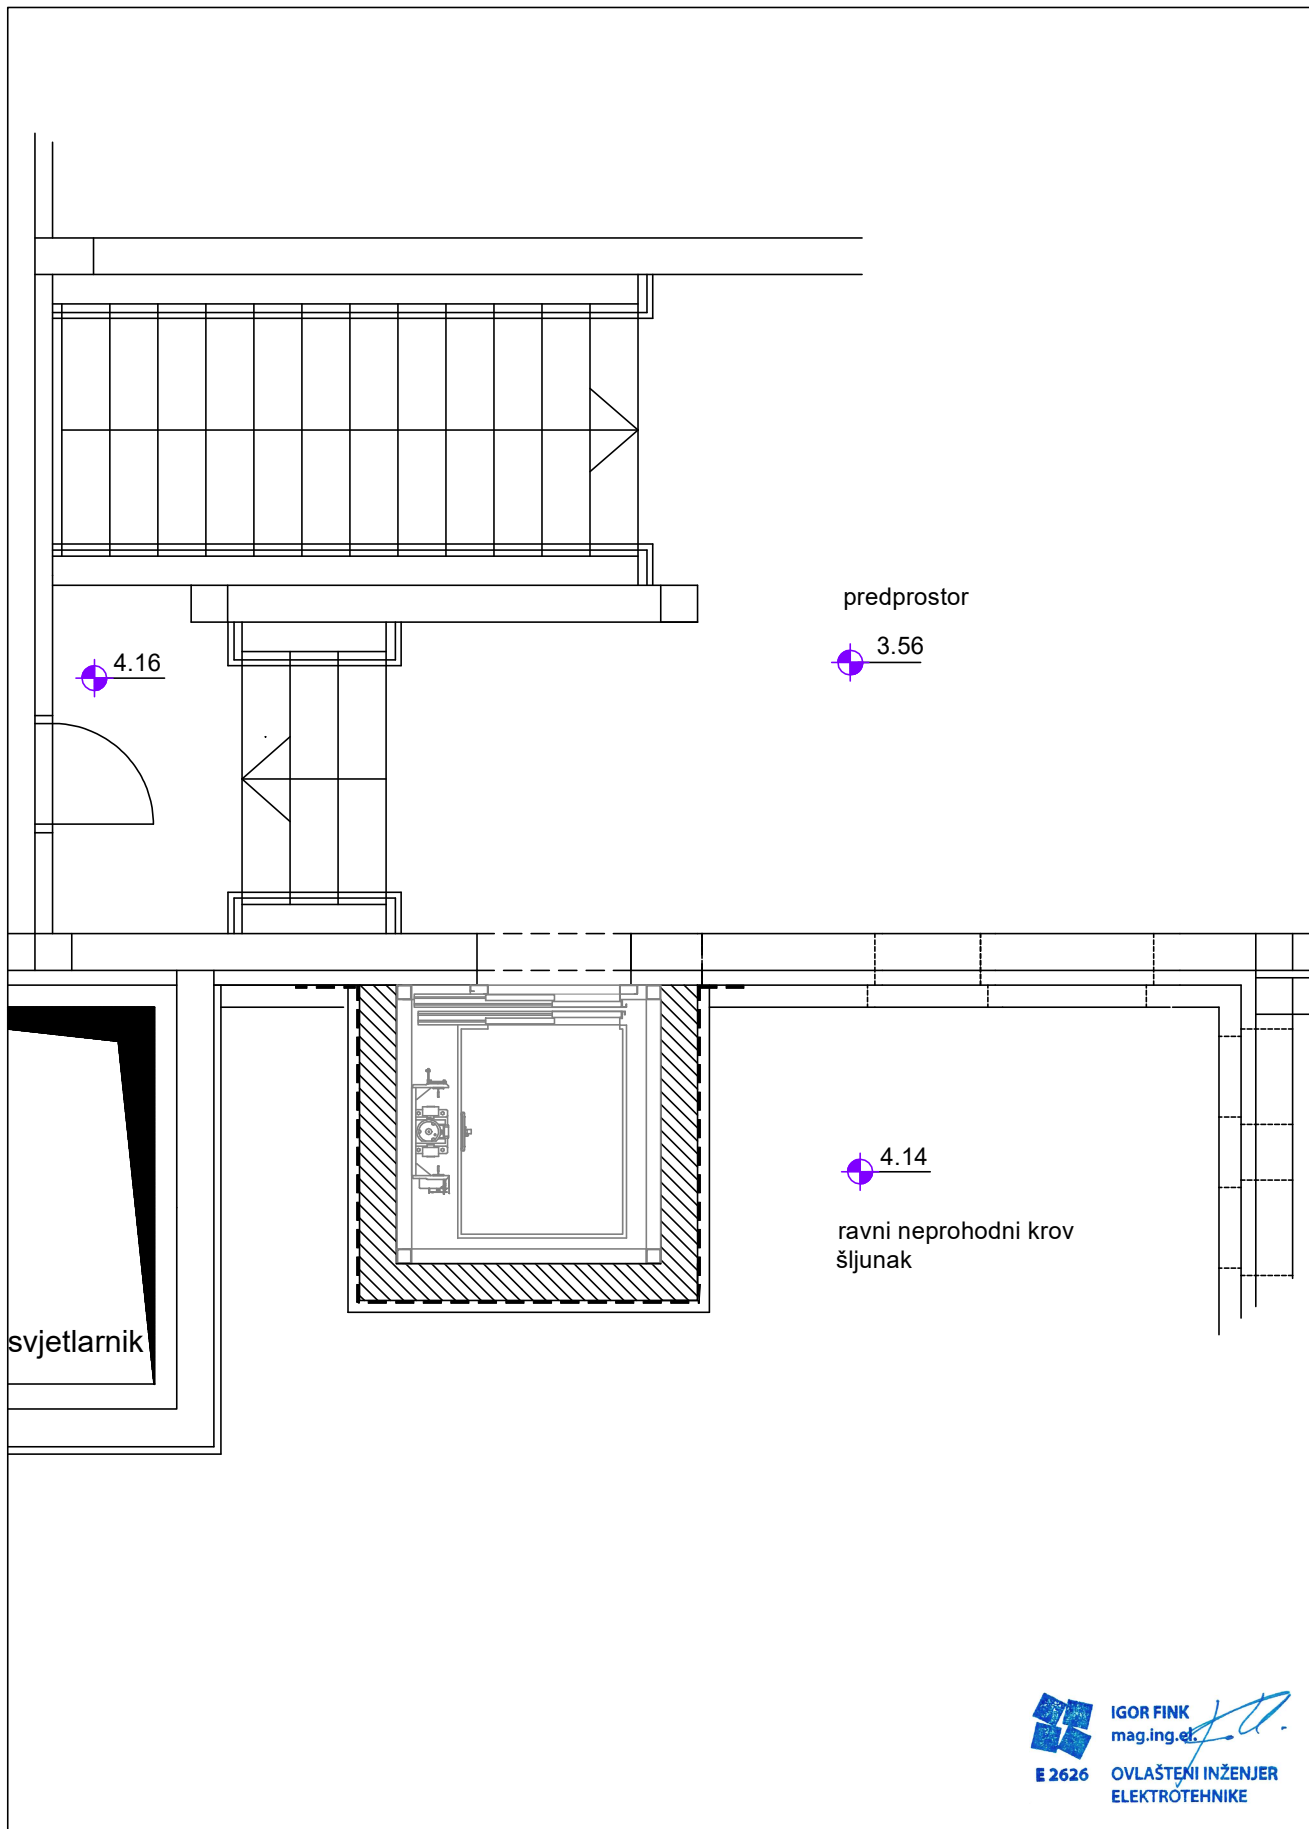 predprostor
3.56
4.16
4.14
ravni neprohodni krov
šljunak
svjetlarnik
IGOR FINK
mag.ing.el.
E 2626
OVLAŠTENI INŽENJER
ELEKTROTEHNIKE